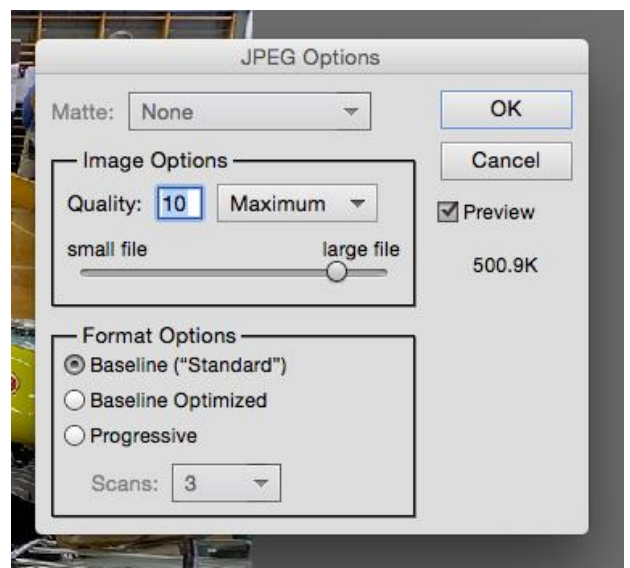 JPEG Options
Matte: None
OK
Image Options
Cancel
Quality: 10 Maximum
Preview
small file large file
500.9K
Format Options
Baseline (“Standard”)
Baseline Optimized
Progressive
Scans: 3